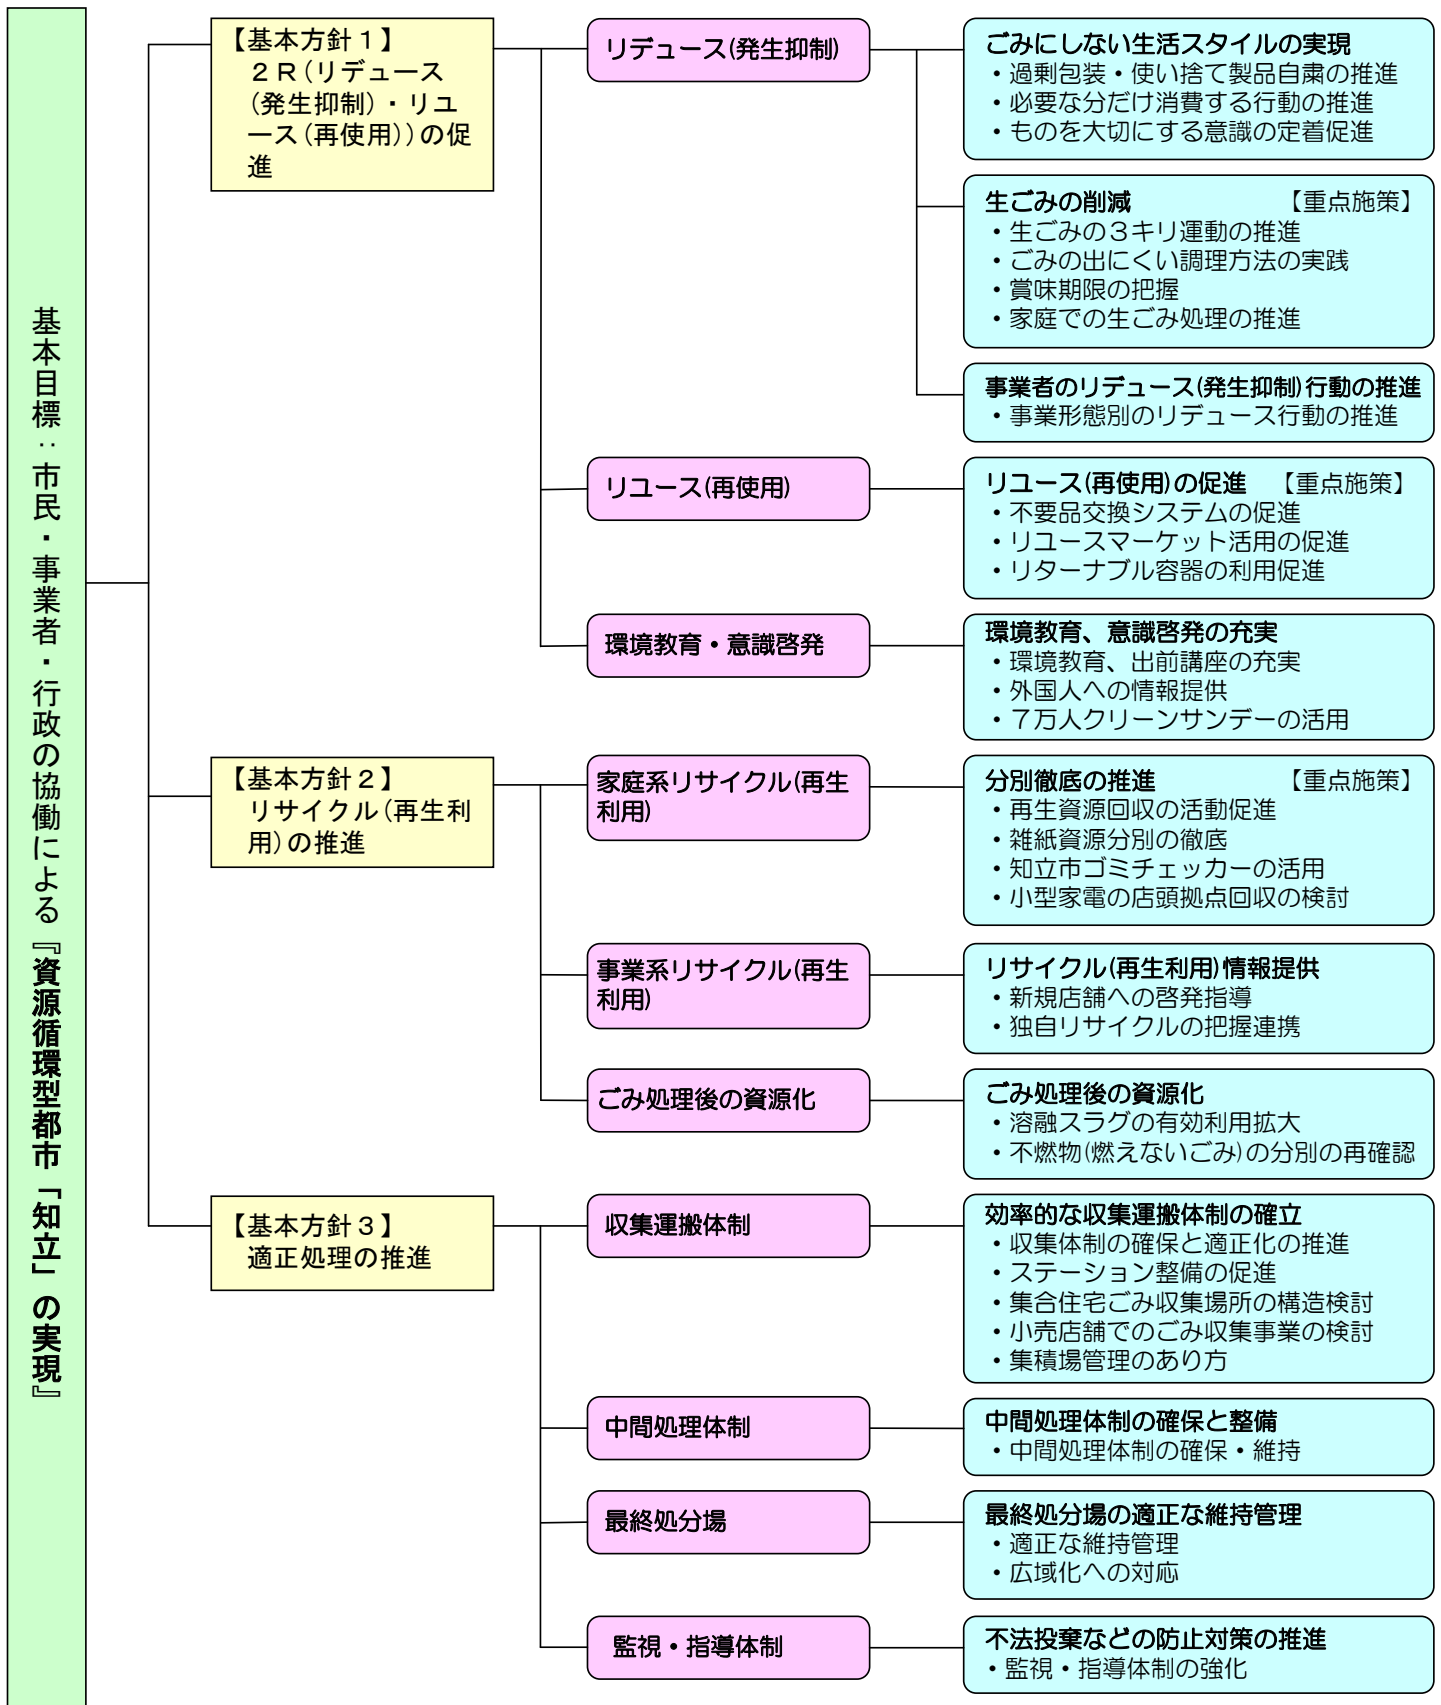 基本目標：市民・事業者・行政の協働による『資源循環型都市「知立」の実現』
【基本方針１】
２Ｒ(リデュース
(発生抑制)・リユ
ース(再使用))の促
進
リデュース(発生抑制)
ごみにしない生活スタイルの実現
・過剰包装・使い捨て製品自粛の推進
・必要な分だけ消費する行動の推進
・ものを大切にする意識の定着促進
生ごみの削減 【重点施策】
・生ごみの３キリ運動の推進
・ごみの出にくい調理方法の実践
・賞味期限の把握
・家庭での生ごみ処理の推進
事業者のリデュース(発生抑制)行動の推進
・事業形態別のリデュース行動の推進
リユース(再使用)
リユース(再使用)の促進 【重点施策】
・不要品交換システムの促進
・リユースマーケット活用の促進
・リターナブル容器の利用促進
環境教育・意識啓発
環境教育、意識啓発の充実
・環境教育、出前講座の充実
・外国人への情報提供
・７万人クリーンサンデーの活用
【基本方針２】
リサイクル(再生利
用)の推進
家庭系リサイクル(再生
利用)
分別徹底の推進 【重点施策】
・再生資源回収の活動促進
・雑紙資源分別の徹底
・知立市ゴミチェッカーの活用
・小型家電の店頭拠点回収の検討
事業系リサイクル(再生
利用)
リサイクル(再生利用)情報提供
・新規店舗への啓発指導
・独自リサイクルの把握連携
ごみ処理後の資源化
ごみ処理後の資源化
・溶融スラグの有効利用拡大
・不燃物(燃えないごみ)の分別の再確認
【基本方針３】
適正処理の推進
収集運搬体制
効率的な収集運搬体制の確立
・収集体制の確保と適正化の推進
・ステーション整備の促進
・集合住宅ごみ収集場所の構造検討
・小売店舗でのごみ収集事業の検討
・集積場管理のあり方
中間処理体制
中間処理体制の確保と整備
・中間処理体制の確保・維持
最終処分場
最終処分場の適正な維持管理
・適正な維持管理
・広域化への対応
監視・指導体制
不法投棄などの防止対策の推進
・監視・指導体制の強化